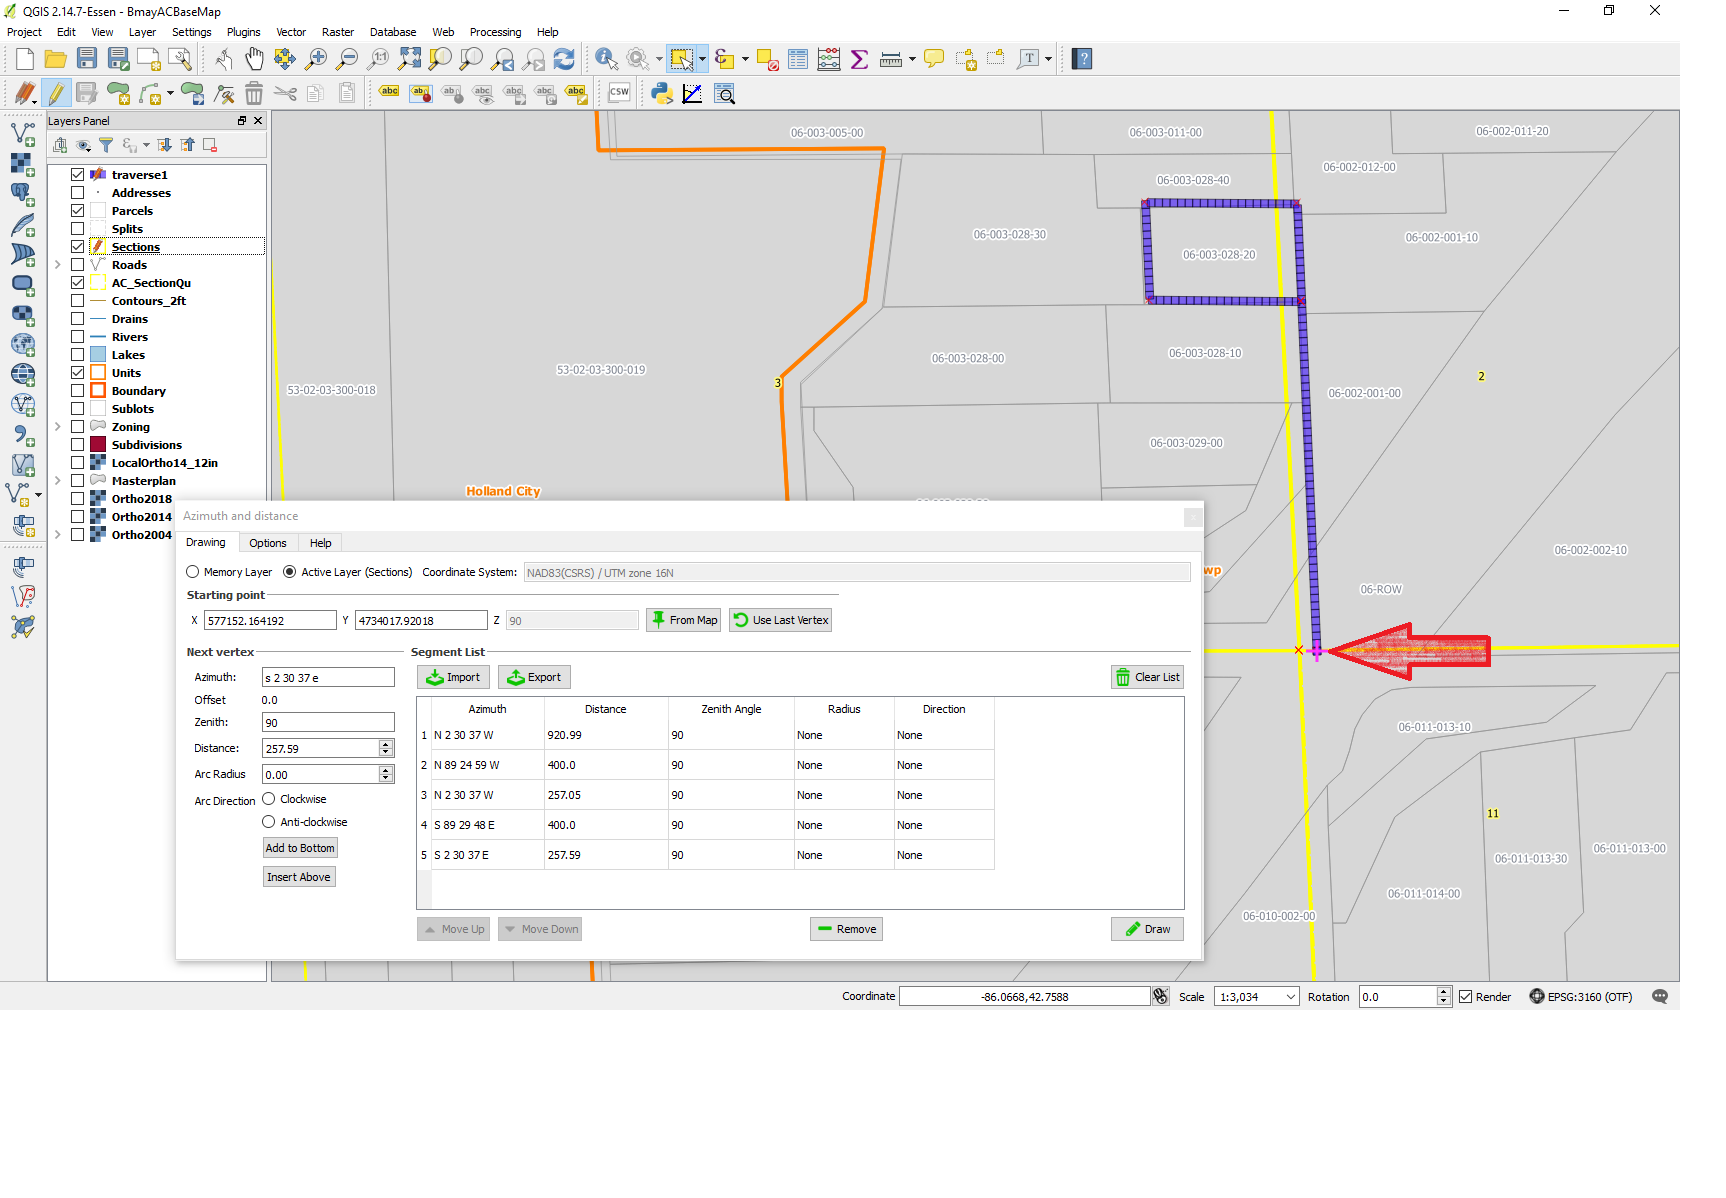 QGIS 2.14.7-Essen - BmayACBaseMap
Project Edit View Layer Settings Plugins Vector Raster Database Web Processing Help
Layers Panel
traverse1
Addresses
Parcels
Splits
Sections
Roads
AC_SectionQu
Contours_2ft
Drains
Rivers
Lakes
Units
Boundary
Sublots
Zoning
Subdivisions
LocalOrtho14_12in
Masterplan
Ortho2018
Ortho2014
Ortho2004
06-003-005-00
06-003-011-00
06-002-011-20
06-002-012-00
06-003-028-40
06-003-028-30
06-002-001-10
06-003-028-20
06-003-028-00
06-003-028-10
53-02-03-300-019
53-02-03-300-018
3
2
06-002-001-00
06-003-029-00
Holland City
06-002-002-10
wp
06-ROW
06-011-013-10
11
06-011-013-30
06-011-013-00
06-011-014-00
06-010-002-00
Azimuth and distance
Drawing Options Help
Memory Layer Active Layer (Sections) Coordinate System: NAD83(CSRS) / UTM zone 16N
Starting point
X 577152.164192 Y 4734017.92018 Z 90 From Map Use Last Vertex
Next vertex
Azimuth: s 2 30 37 e
Offset 0.0
Zenith: 90
Distance: 257.59
Arc Radius 0.00
Arc Direction Clockwise
Anti-clockwise
Add to Bottom
Insert Above
Segment List
Import Export Clear List
Azimuth Distance Zenith Angle Radius Direction
1 N 2 30 37 W 920.99 90 None None
2 N 89 24 59 W 400.0 90 None None
3 N 2 30 37 W 257.05 90 None None
4 S 89 29 48 E 400.0 90 None None
5 S 2 30 37 E 257.59 90 None None
Move Up Move Down Remove Draw
Coordinate -86.0668,42.7588 Scale 1:3,034 Rotation 0.0 Render EPSG:3160 (OTF)